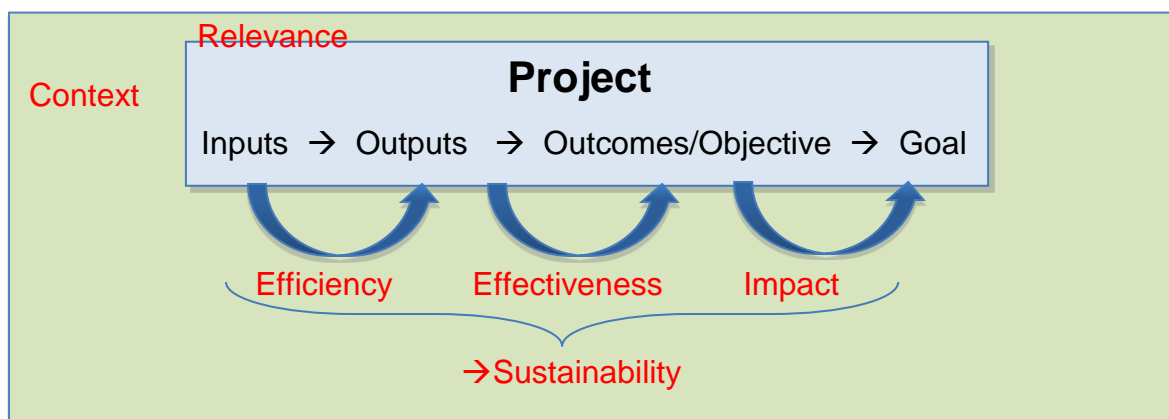 Relevance
Project
Context
Inputs → Outputs → Outcomes/Objective → Goal
Efficiency Effectiveness Impact
→Sustainability